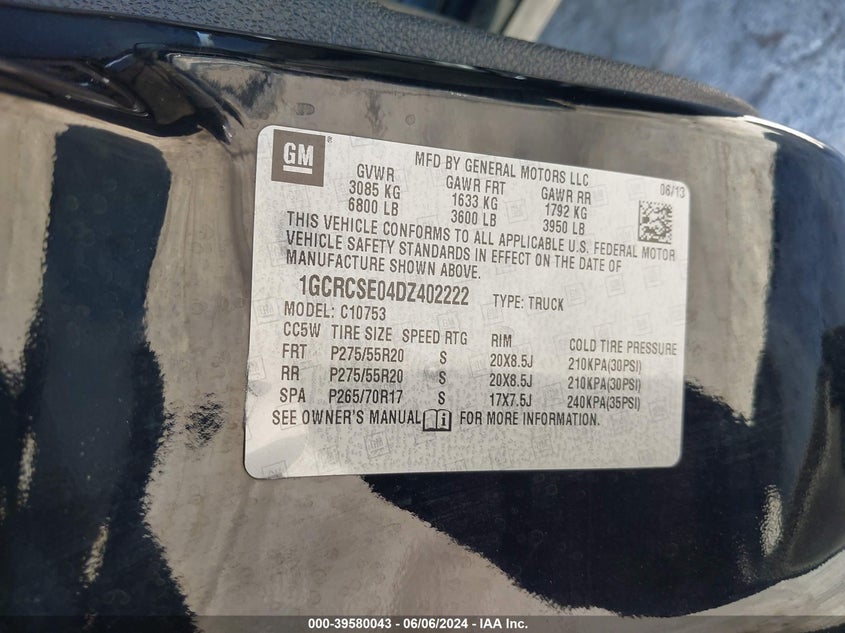 GM
MFD BY GENERAL MOTORS LLC
06/13
GVWR GAWR FRT GAWR RR
3085 KG 1633 KG 1792 KG
6800 LB 3600 LB 3950 LB
THIS VEHICLE CONFORMS TO ALL APPLICABLE U.S. FEDERAL MOTOR
VEHICLE SAFETY STANDARDS IN EFFECT ON THE DATE OF
MANUFACTURE SHOWN ABOVE.
1GCRCSE04DZ402222 TYPE: TRUCK
MODEL: C10753
CC5W TIRE SIZE SPEED RTG RIM COLD TIRE PRESSURE
FRT P275/55R20 S 20X8.5J 210KPA(30PSI)
RR P275/55R20 S 20X8.5J 210KPA(30PSI)
SPA P265/70R17 S 17X7.5J 240KPA(35PSI)
SEE OWNER'S MANUAL FOR MORE INFORMATION.
000-39580043 - 06/06/2024 - IAA Inc.